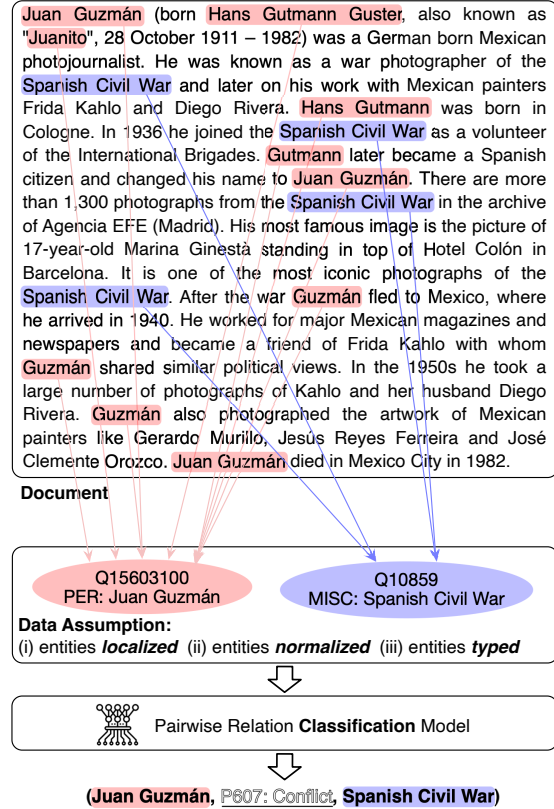 Juan Guzmán (born Hans Gutmann Guster, also known as
"Juanito", 28 October 1911 – 1982) was a German born Mexican
photojournalist. He was known as a war photographer of the
Spanish Civil War and later on his work with Mexican painters
Frida Kahlo and Diego Rivera. Hans Gutmann was born in
Cologne. In 1936 he joined the Spanish Civil War as a volunteer
of the International Brigades. Gutmann later became a Spanish
citizen and changed his name to Juan Guzmán. There are more
than 1,300 photographs from the Spanish Civil War in the archive
of Agencia EFE (Madrid). His most famous image is the picture of
17-year-old Marina Ginestà standing in top of Hotel Colón in
Barcelona. It is one of the most iconic photographs of the
Spanish Civil War. After the war Guzmán fled to Mexico, where
he arrived in 1940. He worked for major Mexican magazines and
newspapers and became a friend of Frida Kahlo with whom
Guzmán shared similar political views. In the 1950s he took a
large number of photographs of Kahlo and her husband Diego
Rivera. Guzmán also photographed the artwork of Mexican
painters like Gerardo Murillo, Jesús Reyes Ferreira and José
Clemente Orozco. Juan Guzmán died in Mexico City in 1982.
Document
Q15603100
PER: Juan Guzmán
Q10859
MISC: Spanish Civil War
Data Assumption:
(i) entities localized (ii) entities normalized (iii) entities typed
Pairwise Relation Classification Model
(Juan Guzmán, P607: Conflict, Spanish Civil War)